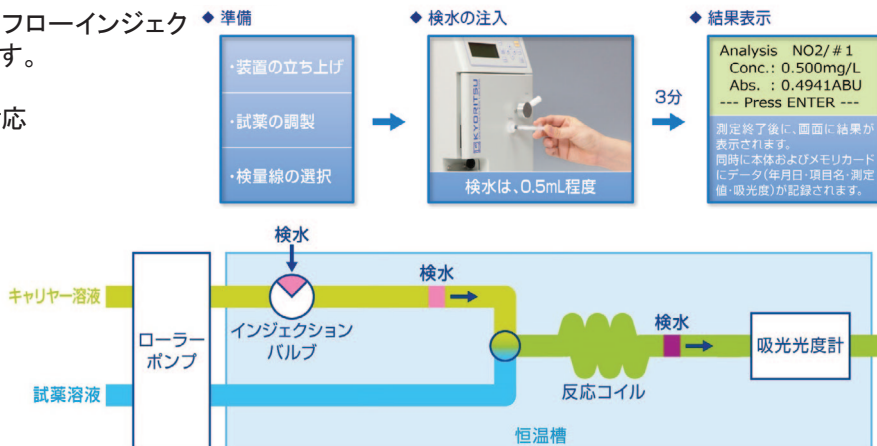 フローインジェク
す。
応
◆ 準備
・装置の立ち上げ
・試薬の調製
・検量線の選択
◆ 検水の注入
KYORITSU
検水は、0.5mL程度
3分
◆ 結果表示
Analysis NO2/#1
Conc.: 0.500mg/L
Abs. : 0.4941ABU
--- Press ENTER ---
測定終了後に、画面に結果が
表示されます。
同時に本体およびメモリカード
にデータ(年月日・項目名・測定
値・吸光度)が記録されます。
検水
キャリヤー溶液
検水
インジェクション
バルブ
ローラー
ポンプ
検水
吸光光度計
反応コイル
試薬溶液
恒温槽